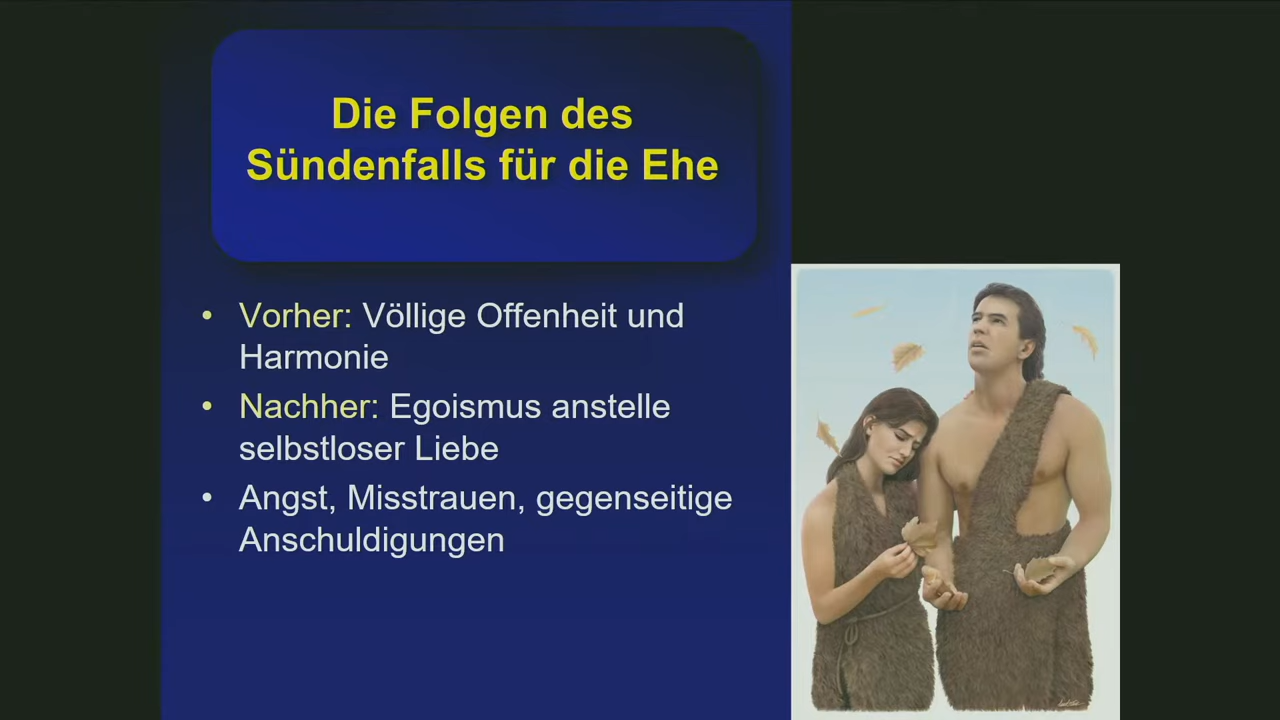 Die Folgen des
Sündenfalls für die Ehe
• Vorher: Völlige Offenheit und
Harmonie
• Nachher: Egoismus anstelle
selbstloser Liebe
• Angst, Misstrauen, gegenseitige
Anschuldigungen